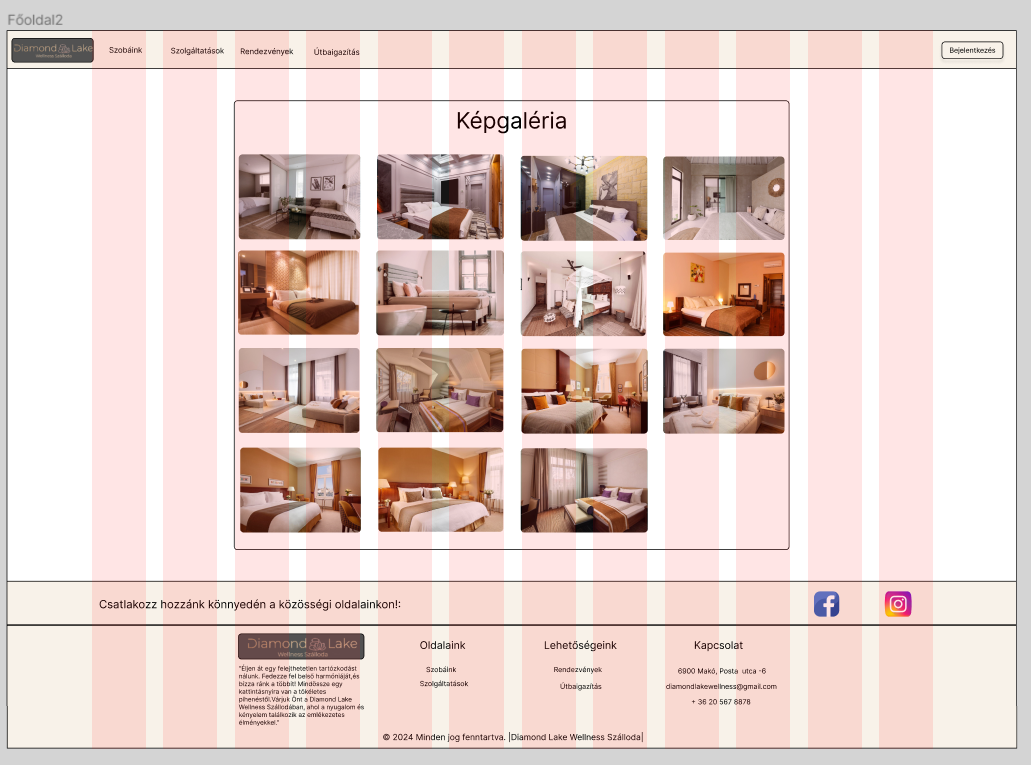 Főoldal2
Diamond Lake
Wellness Szálloda
Szobáink
Szolgáltatások
Rendezvények
Útbaigazítás
Bejelentkezés
Képgaléria
Csatlakozz hozzánk könnyedén a közösségi oldalainkon!:
Diamond Lake
Wellness Szálloda
"Éljen át egy felejthetetlen tartózkodást
nálunk. Fedezze fel belső harmóniáját,és
bízza ránk a többit! Mindössze egy
kattintásnyira van a tökéletes
pihenéstől.Várjuk Önt a Diamond Lake
Wellness Szállodában, ahol a nyugalom és
kényelem találkozik az emlékezetes
élményekkel."
Oldalaink
Szobáink
Szolgáltatások
Lehetőségeink
Rendezvények
Útbaigazítás
Kapcsolat
6900 Makó, Posta utca -6
diamondlakewellness@gmail.com
+ 36 20 567 8878
© 2024 Minden jog fenntartva. |Diamond Lake Wellness Szálloda|